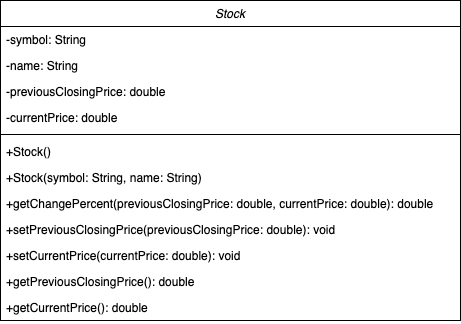 Stock
-symbol: String
-name: String
-previousClosingPrice: double
-currentPrice: double
+Stock()
+Stock(symbol: String, name: String)
+getChangePercent(previousClosingPrice: double, currentPrice: double): double
+setPreviousClosingPrice(previousClosingPrice: double): void
+setCurrentPrice(currentPrice: double): void
+getPreviousClosingPrice(): double
+getCurrentPrice(): double